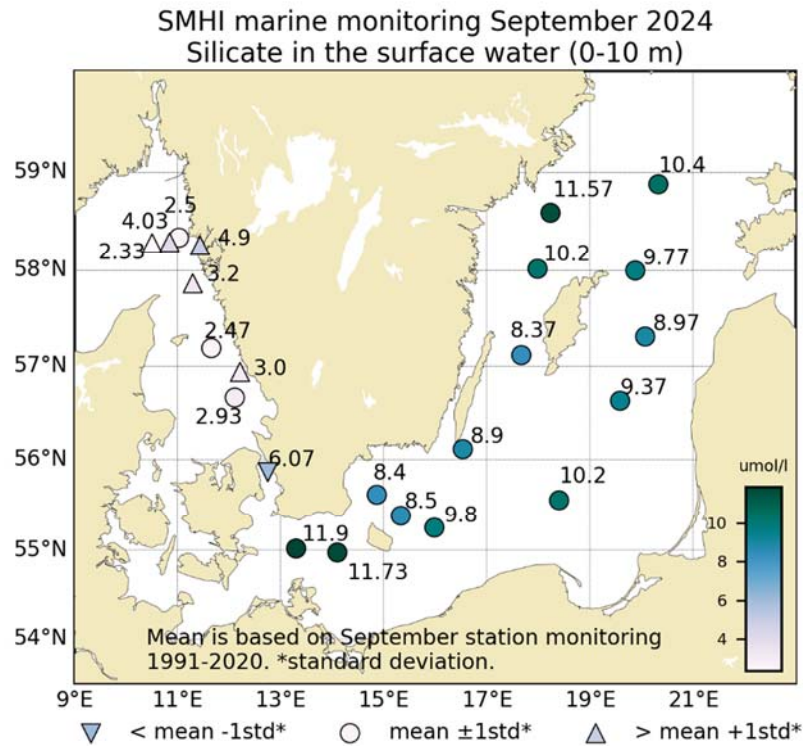 SMHI marine monitoring September 2024
Silicate in the surface water (0-10 m)
59°N
58°N
57°N
56°N
55°N
54°N
2.5
4.03
2.33
4.9
3.2
2.47
3.0
2.93
6.07
10.4
11.57
10.2
9.77
8.37
8.97
9.37
8.9
8.4
8.5
9.8
10.2
11.9
11.73
umol/l
10
8
6
4
Mean is based on September station monitoring
1991-2020. *standard deviation.
9°E 11°E 13°E 15°E 17°E 19°E 21°E
< mean -1std* mean ±1std* > mean +1std*